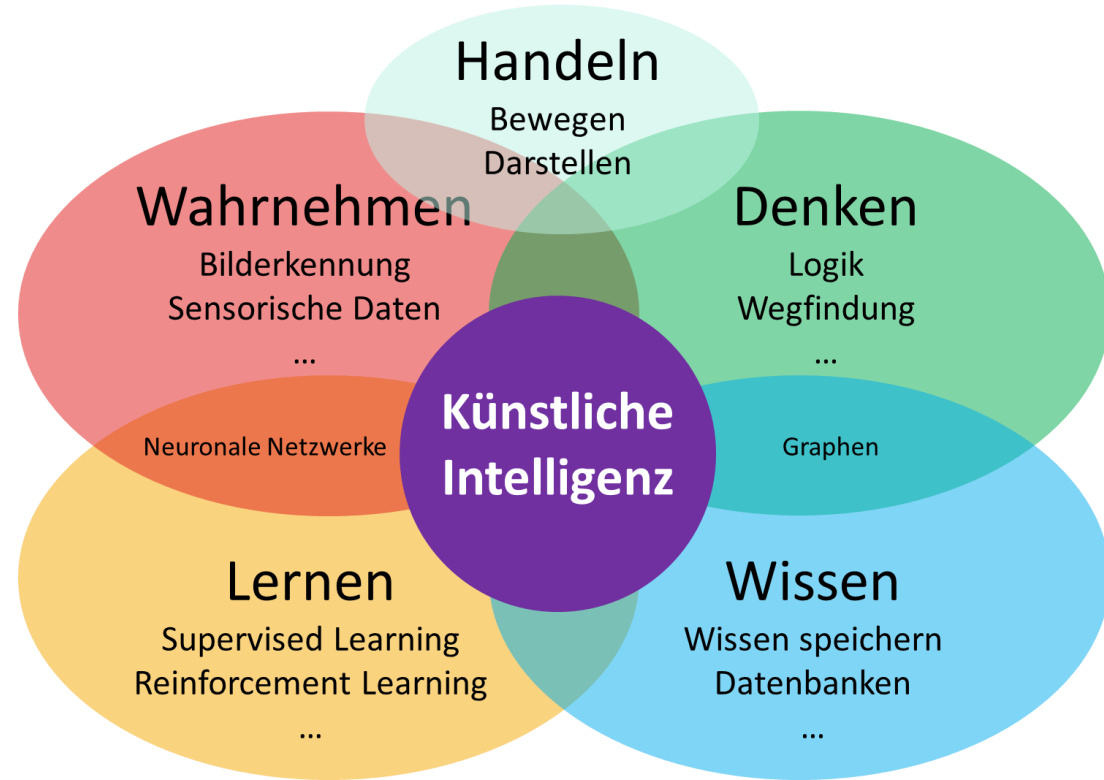 Handeln
Bewegen
Darstellen
Wahrnehmen
Bilderkennung
Sensorische Daten
...
Denken
Logik
Wegfindung
...
Neuronale Netzwerke
Künstliche
Intelligenz
Graphen
Lernen
Supervised Learning
Reinforcement Learning
...
Wissen
Wissen speichern
Datenbanken
...